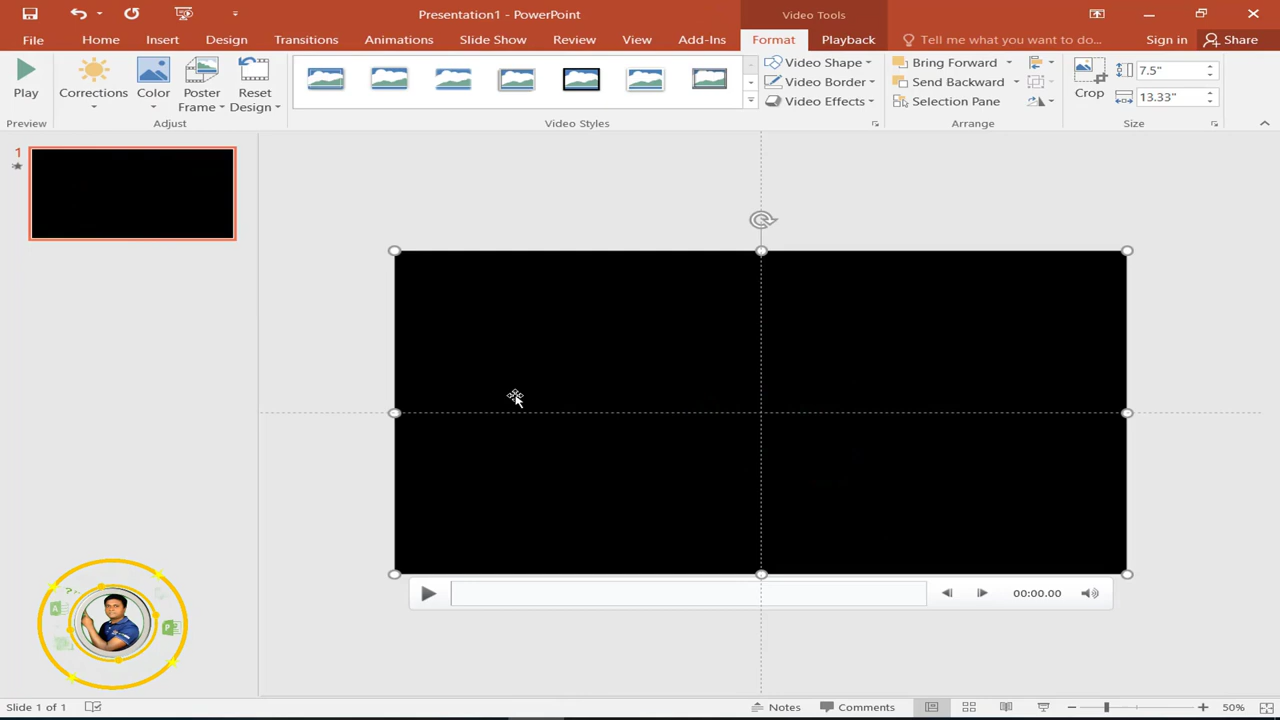 Presentation1 - PowerPoint
Video Tools
File
Home
Insert
Design
Transitions
Animations
Slide Show
Review
View
Add-Ins
Format
Playback
Tell me what you want to do...
Sign in
Share
Play
Corrections
Color
Poster
Frame
Reset
Design
Video Shape
Video Border
Video Effects
Bring Forward
Send Backward
Selection Pane
Crop
7.5"
13.33"
Preview
Adjust
Video Styles
Arrange
Size
1
00:00.00
Slide 1 of 1
Notes
Comments
50%